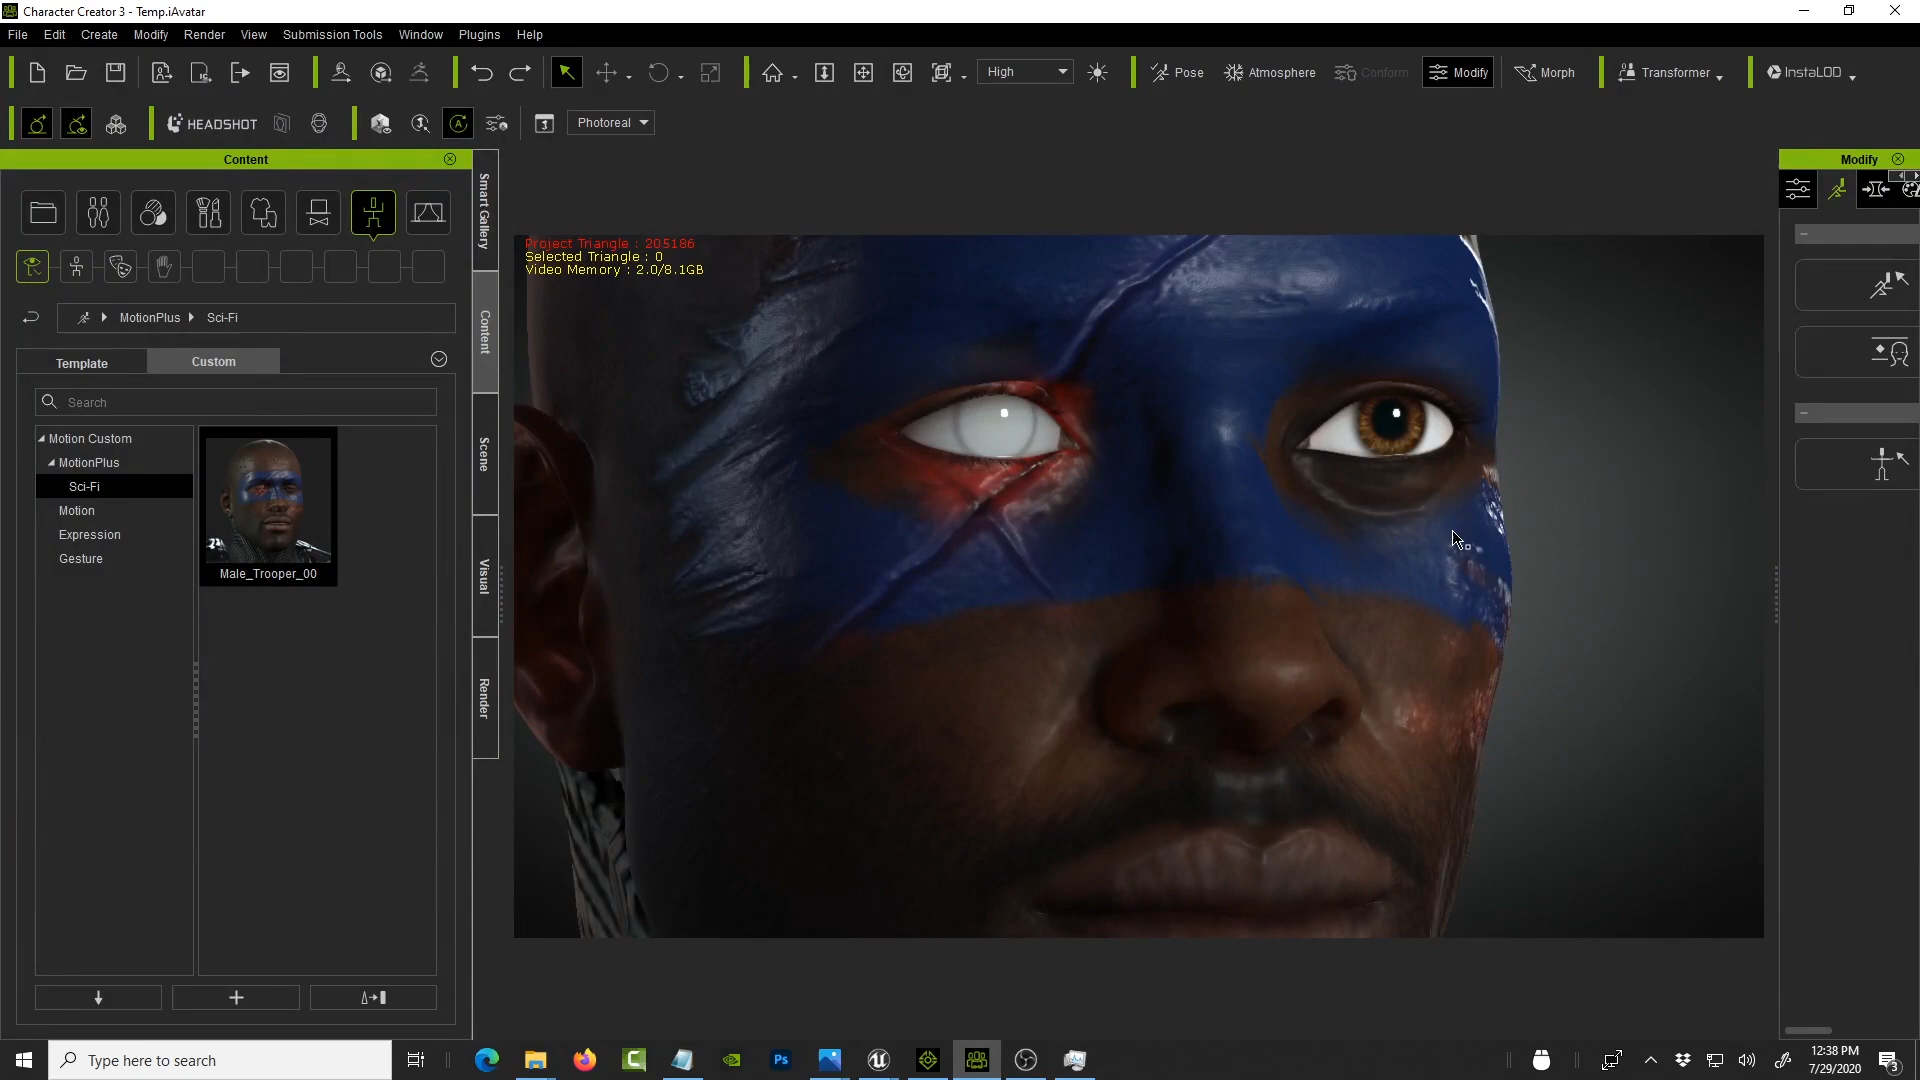 Character Creator 3 - Temp.iAvatar
File Edit Create Modify Render View Submission Tools Window Plugins Help
High Pose Atmosphere Conform Modify Morph Transformer InstaLOD
HEADSHOT Photoreal
Content
Modify
MotionPlus Sci-Fi
Template Custom
Search
Motion Custom
MotionPlus
Sci-Fi
Motion
Expression
Gesture
Male_Trooper_00
Smart Gallery
Content
Scene
Visual
Render
Project Triangle : 205186
Selected Triangle : 0
Video Memory : 2.0/8.1GB
Type here to search
Ps
12:38 PM
7/29/2020
3